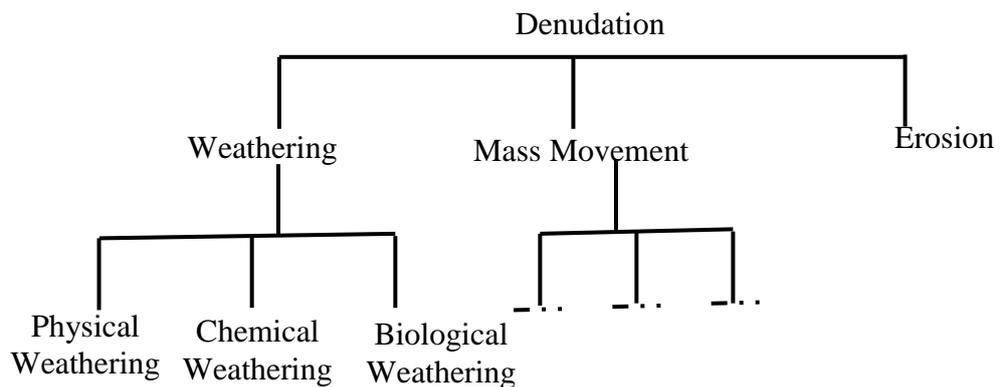 Denudation
Weathering
Mass Movement
Erosion
Physical
Weathering
Chemical
Weathering
Biological
Weathering